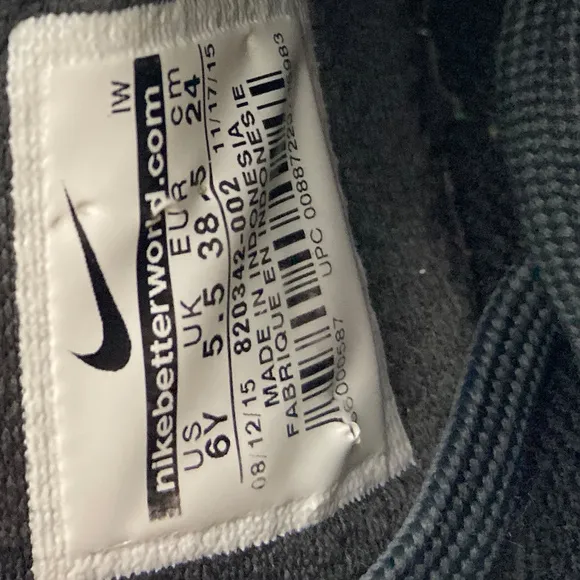 IW
nikebetterworld.com
US UK EUR cm
6Y 5.5 38.5 24
08/12/15 820342-002 11/17/15
MADE IN INDONESIA
FABRIQUE EN INDONESIE
UPC